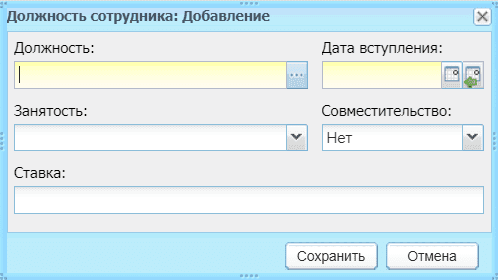 Должность сотрудника: Добавление
Должность: Дата вступления:
Занятость: Совместительство:
Нет
Ставка:
Сохранить Отмена